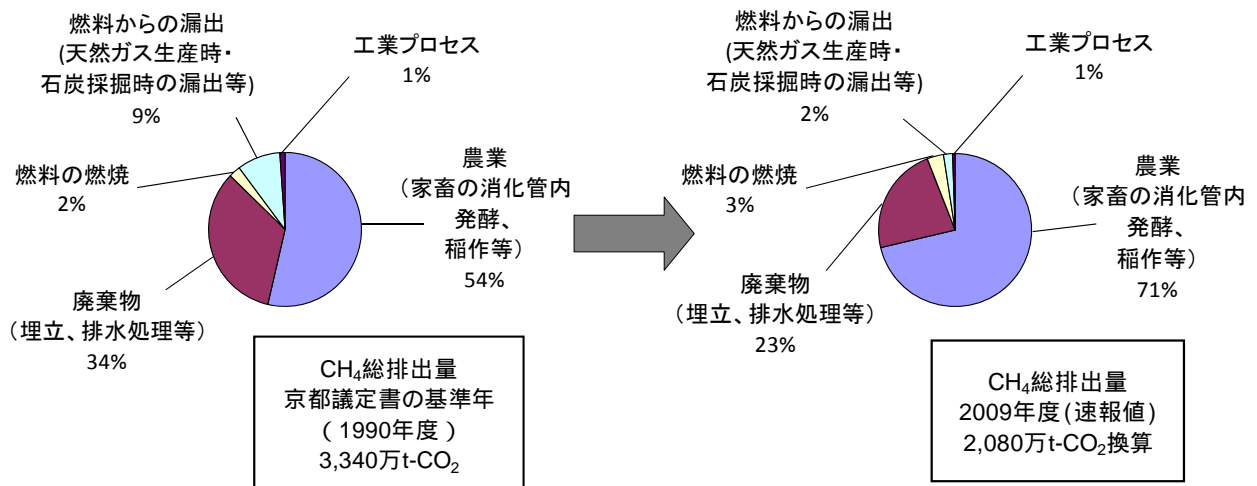 燃料からの漏出
(天然ガス生産時・
石炭採掘時の漏出等)
9%
工業プロセス
1%
燃料の燃焼
2%
農業
（家畜の消化管内
発酵、
稲作等）
54%
廃棄物
（埋立、排水処理等）
34%
CH₄総排出量
京都議定書の基準年
（1990年度）
3,340万t-CO₂
燃料からの漏出
(天然ガス生産時・
石炭採掘時の漏出等)
2%
工業プロセス
1%
燃料の燃焼
3%
農業
（家畜の消化管内
発酵、
稲作等）
71%
廃棄物
（埋立、排水処理等）
23%
CH₄総排出量
2009年度(速報値)
2,080万t-CO₂換算